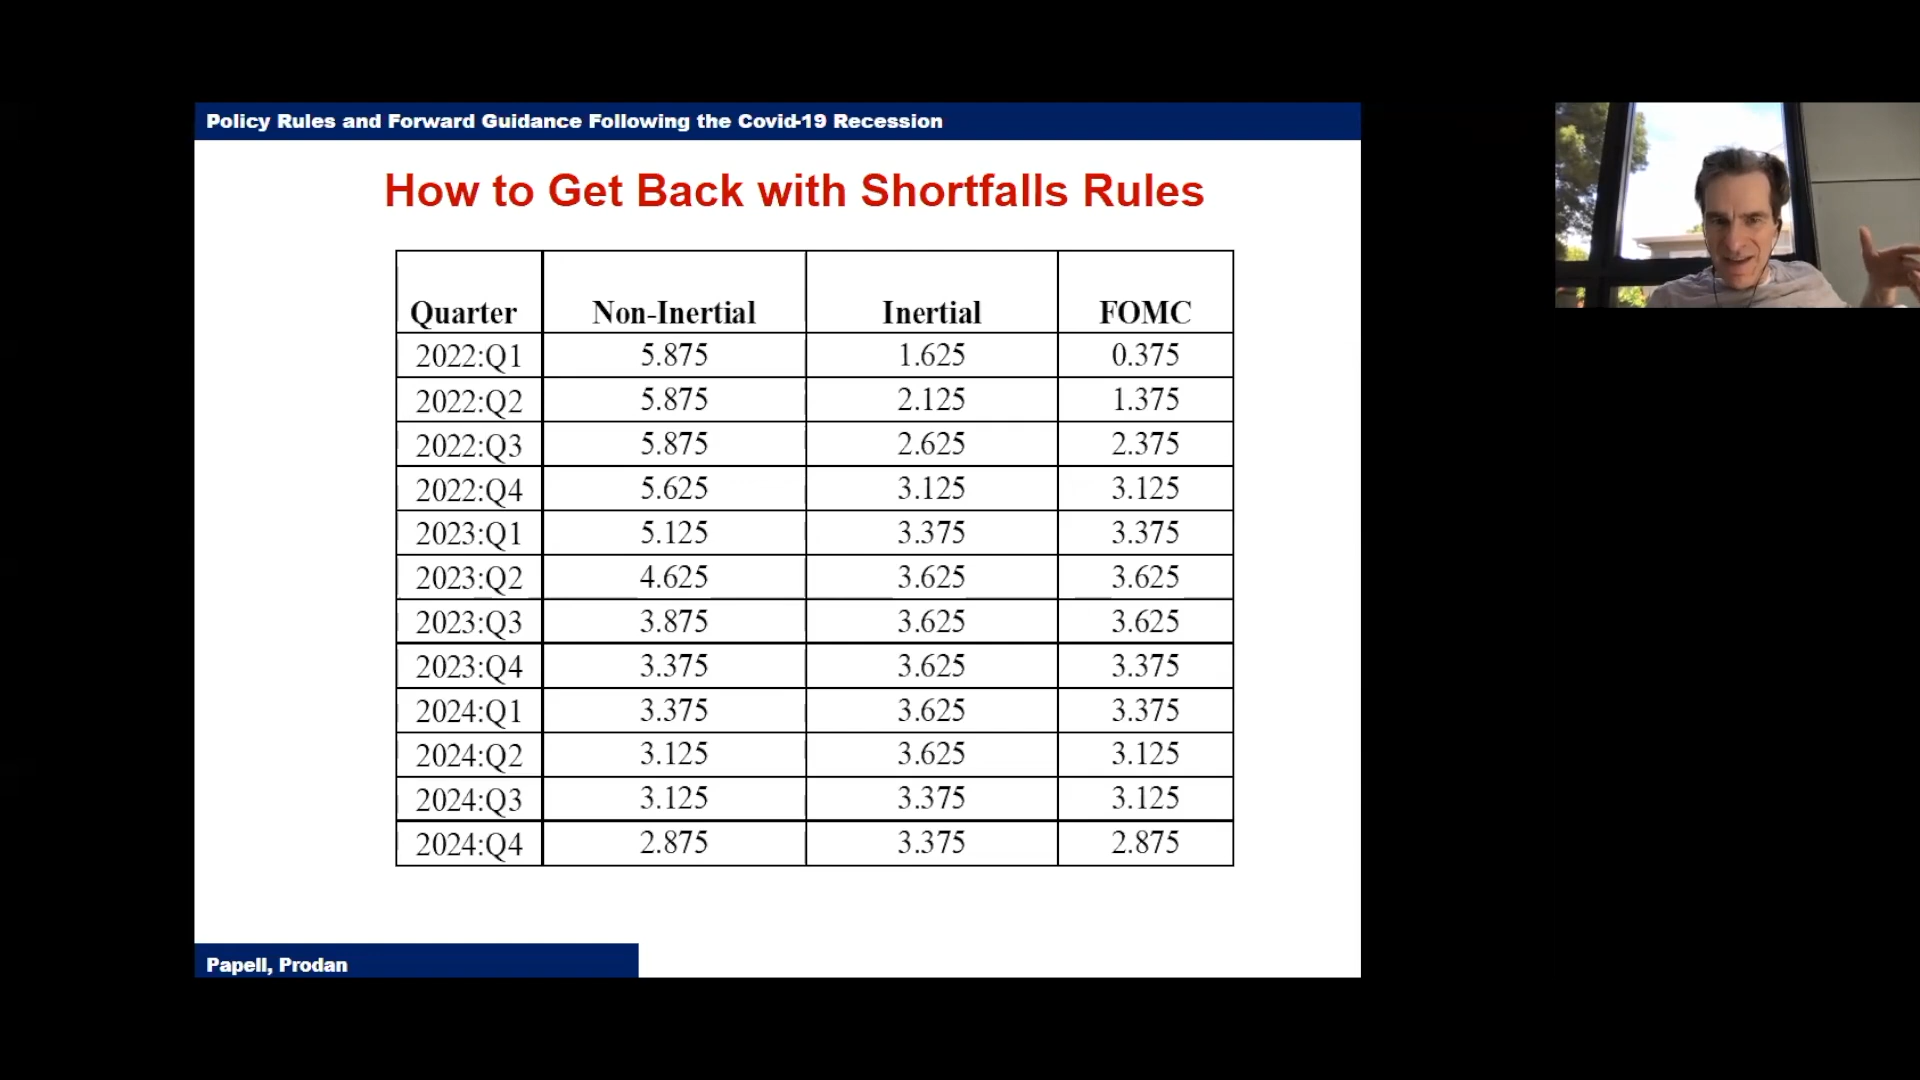 Policy Rules and Forward Guidance Following the Covid-19 Recession
How to Get Back with Shortfalls Rules
Quarter Non-Inertial Inertial FOMC
2022:Q1 5.875 1.625 0.375
2022:Q2 5.875 2.125 1.375
2022:Q3 5.875 2.625 2.375
2022:Q4 5.625 3.125 3.125
2023:Q1 5.125 3.375 3.375
2023:Q2 4.625 3.625 3.625
2023:Q3 3.875 3.625 3.625
2023:Q4 3.375 3.625 3.375
2024:Q1 3.375 3.625 3.375
2024:Q2 3.125 3.625 3.125
2024:Q3 3.125 3.375 3.125
2024:Q4 2.875 3.375 2.875
Papell, Prodan